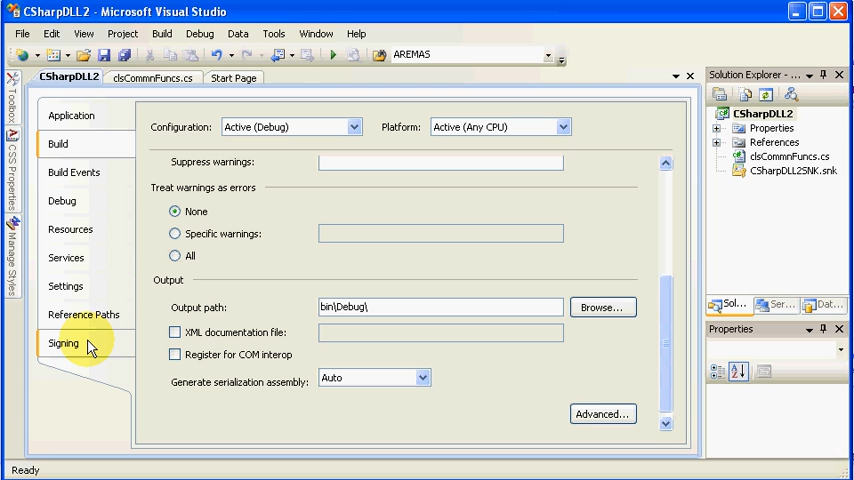 CSharpDLL2 - Microsoft Visual Studio
File Edit View Project Build Debug Data Tools Window Help
AREMAS
CSharpDLL2 clsCommnFuncs.cs Start Page
Toolbox
CSS Properties
Manage Styles
Application
Build
Build Events
Debug
Resources
Services
Settings
Reference Paths
Signing
Configuration: Active (Debug) Platform: Active (Any CPU)
Suppress warnings:
Treat warnings as errors
None
Specific warnings:
All
Output
Output path: bin\Debug\ Browse...
XML documentation file:
Register for COM interop
Generate serialization assembly: Auto
Advanced...
Solution Explorer - ...
CSharpDLL2
Properties
References
clsCommnFuncs.cs
CSharpDLL2SNK.snk
Sol... Ser... Dat...
Properties
Ready